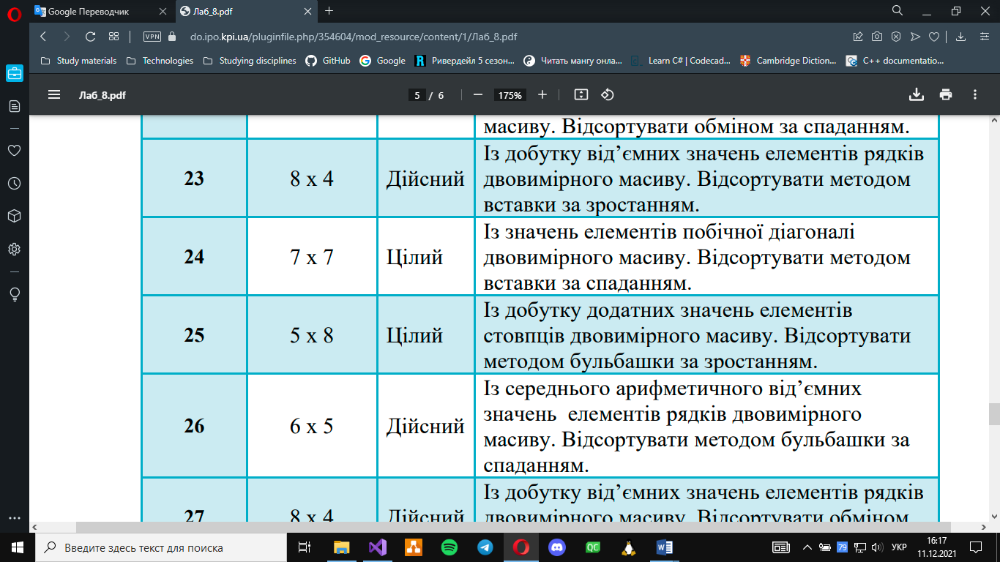 Google Переводчик
Лаб_8.pdf
VPN
do.ipo.kpi.ua/pluginfile.php/354604/mod_resource/content/1/Лаб_8.pdf
Study materials
Technologies
Studying disciplines
GitHub
Google
Ривердейл 5 сезон...
Читать мангу онла...
Learn C# | Codecad...
Cambridge Diction...
C++ documentatio...
Лаб_8.pdf
5 / 6
175%
масиву. Відсортувати обміном за спаданням.
23
8 x 4
Дійсний
Із добутку від’ємних значень елементів рядків
двовимірного масиву. Відсортувати методом
вставки за зростанням.
24
7 x 7
Цілий
Із значень елементів побічної діагоналі
двовимірного масиву. Відсортувати методом
вставки за спаданням.
25
5 x 8
Цілий
Із добутку додатних значень елементів
стовпців двовимірного масиву. Відсортувати
методом бульбашки за зростанням.
26
6 x 5
Дійсний
Із середнього арифметичного від’ємних
значень елементів рядків двовимірного
масиву. Відсортувати методом бульбашки за
спаданням.
27
8 x 4
Дійсний
Із добутку від’ємних значень елементів рядків
двовимірного масиву. Відсортувати обміном
Введите здесь текст для поиска
QC
79
УКР
16:17
11.12.2021